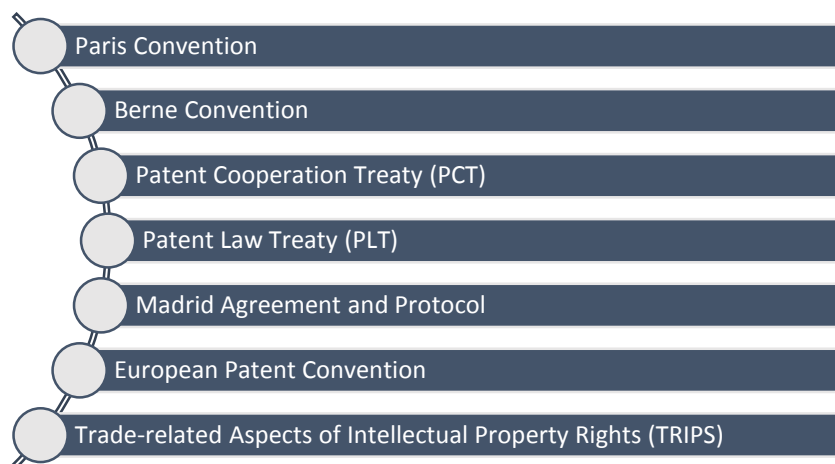 Paris Convention
Berne Convention
Patent Cooperation Treaty (PCT)
Patent Law Treaty (PLT)
Madrid Agreement and Protocol
European Patent Convention
Trade-related Aspects of Intellectual Property Rights (TRIPS)